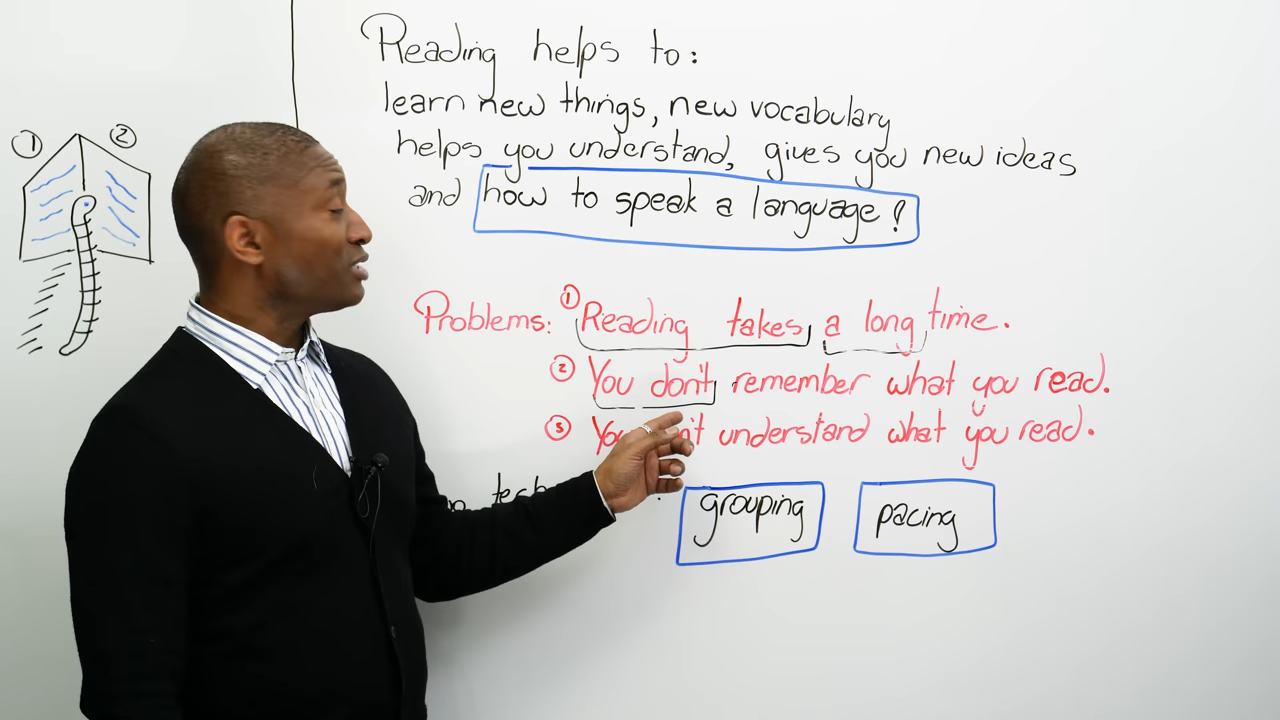 ① ②
Reading helps to:
learn new things, new vocabulary
helps you understand, gives you new ideas
and how to speak a language!
Problems: ① Reading takes a long time.
② You don't remember what you read.
③ understand what you read.
grouping pacing